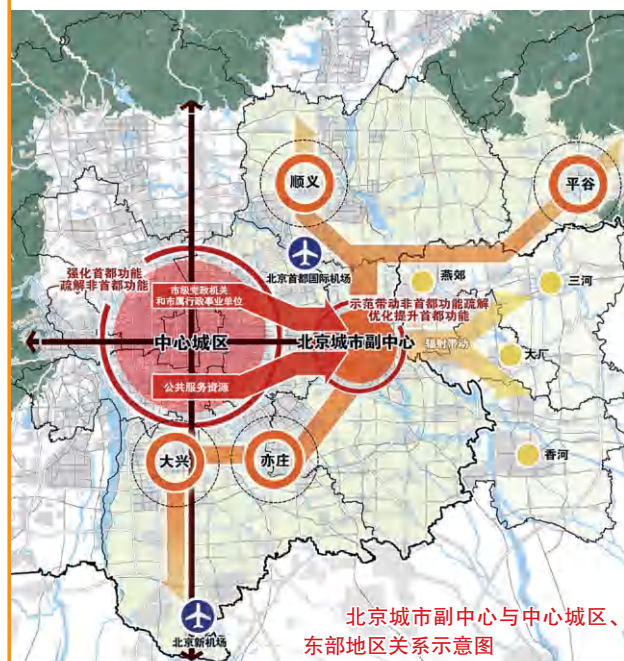 顺义
平谷
北京首都国际机场
燕郊
三河
强化首都功能
疏解非首都功能
市级党政机关
和市属行政事业单位
示范带动非首都功能疏解
优化提升首都功能
中心城区
北京城市副中心
辐射带动
大厂
公共服务资源
大兴
亦庄
香河
北京新机场
北京城市副中心与中心城区、
东部地区关系示意图